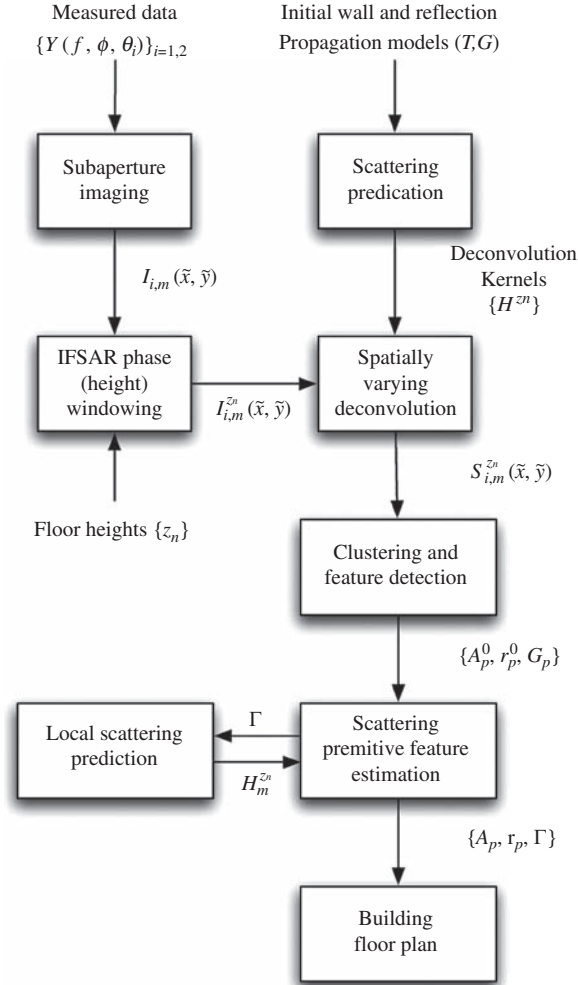 Measured data
{Y(f, ϕ, θ_i)}_{i=1,2}
Initial wall and reflection
Propagation models (T,G)
Subaperture
imaging
Scattering
predication
I_{i,m}(x̃, ỹ)
Deconvolution
Kernels
{H^{zn}}
IFSAR phase
(height)
windowing
I_{i,m}^{z_n}(x̃, ỹ)
Spatially
varying
deconvolution
Floor heights {z_n}
S_{i,m}^{z_n}(x̃, ỹ)
Clustering and
feature detection
{A_p^0, r_p^0, G_p}
Local scattering
prediction
Γ
H_m^{z_n}
Scattering
premitive feature
estimation
{A_p, r_p, Γ}
Building
floor plan